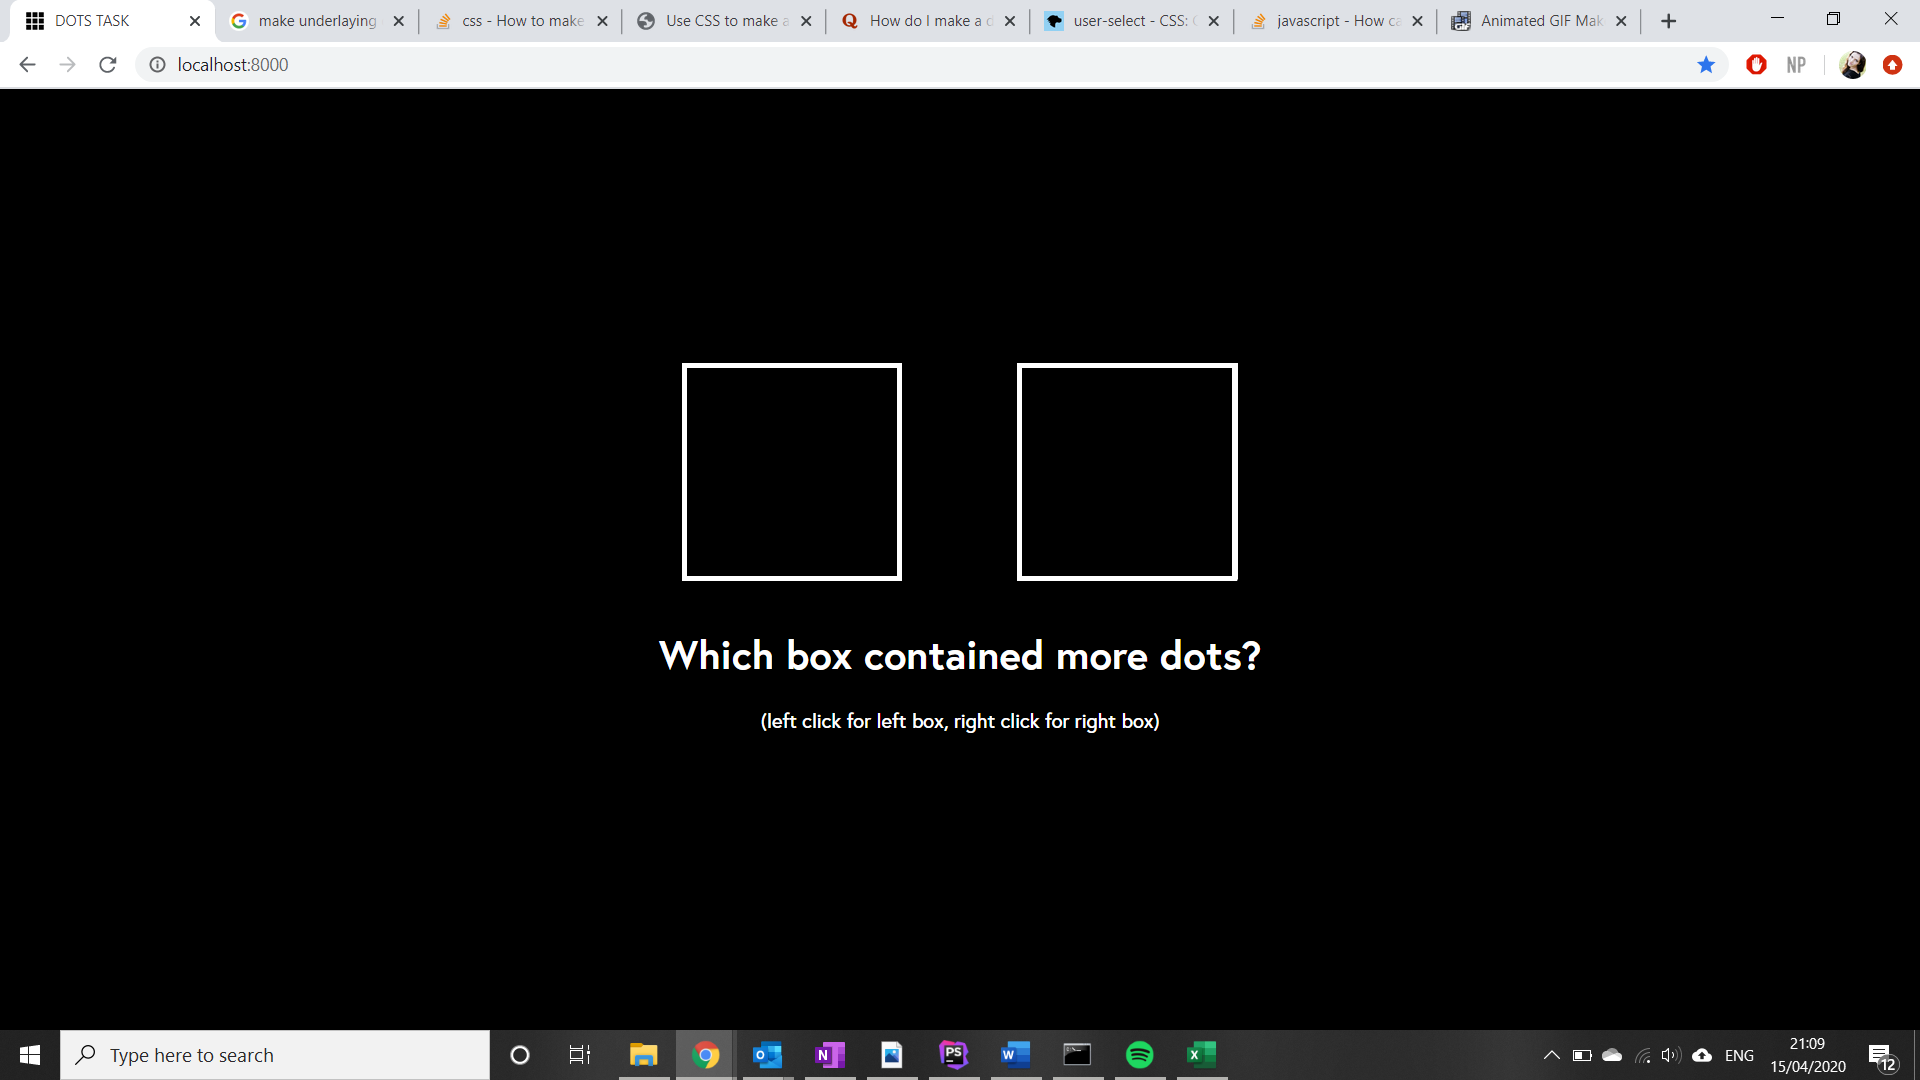 DOTS TASK
make underlaying
css - How to make
Use CSS to make a
How do I make a d
user-select - CSS:
javascript - How ca
Animated GIF Mak
localhost:8000
NP
Which box contained more dots?
(left click for left box, right click for right box)
Type here to search
ENG
21:09
15/04/2020
12